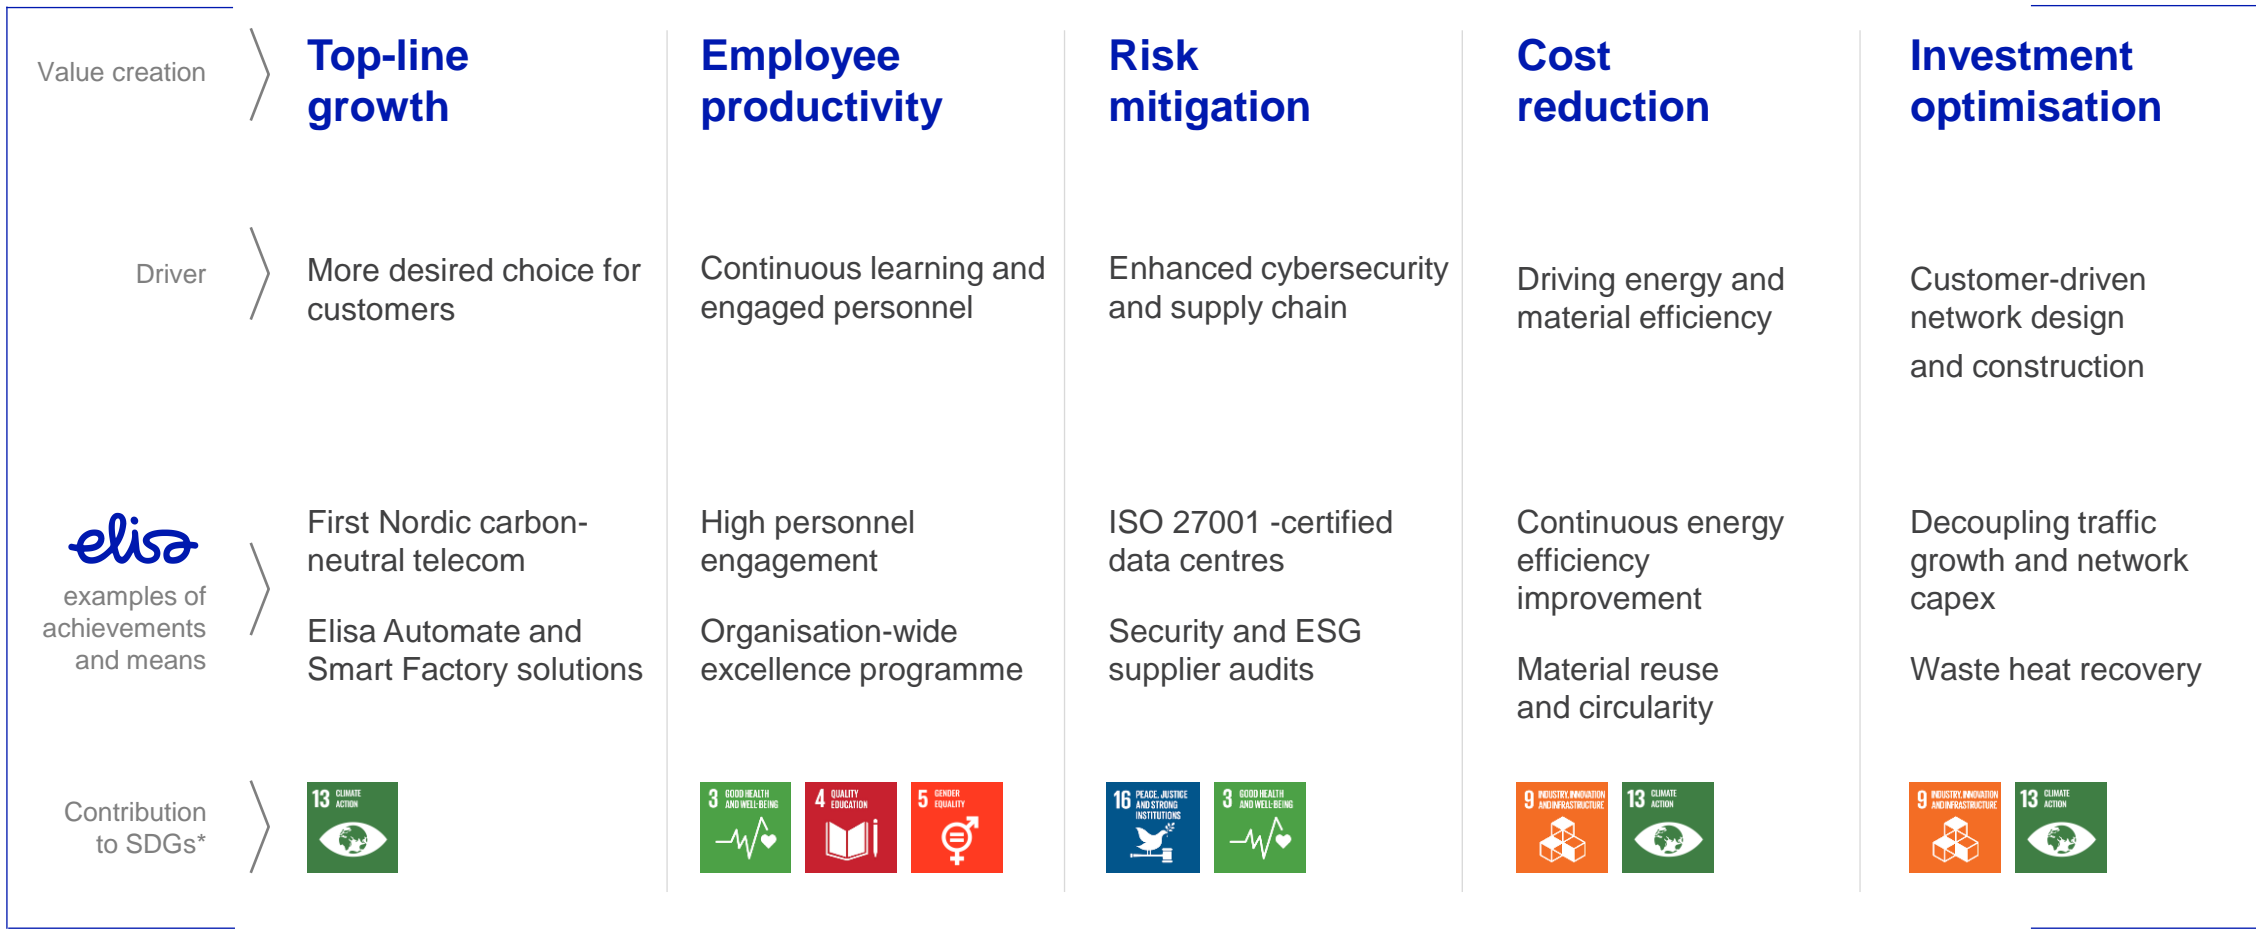 Value creation
Top-line
growth
Employee
productivity
Risk
mitigation
Cost
reduction
Investment
optimisation
Driver
More desired choice for
customers
Continuous learning and
engaged personnel
Enhanced cybersecurity
and supply chain
Driving energy and
material efficiency
Customer-driven
network design
and construction
elisa
examples of
achievements
and means
First Nordic carbon-
neutral telecom
Elisa Automate and
Smart Factory solutions
High personnel
engagement
Organisation-wide
excellence programme
ISO 27001 -certified
data centres
Security and ESG
supplier audits
Continuous energy
efficiency
improvement
Material reuse
and circularity
Decoupling traffic
growth and network
capex
Waste heat recovery
Contribution
to SDGs*
13 CLIMATE
ACTION
3 GOOD HEALTH
AND WELL-BEING
4 QUALITY
EDUCATION
5 GENDER
EQUALITY
16 PEACE, JUSTICE
AND STRONG
INSTITUTIONS
3 GOOD HEALTH
AND WELL-BEING
9 INDUSTRY, INNOVATION
AND INFRASTRUCTURE
13 CLIMATE
ACTION
9 INDUSTRY, INNOVATION
AND INFRASTRUCTURE
13 CLIMATE
ACTION